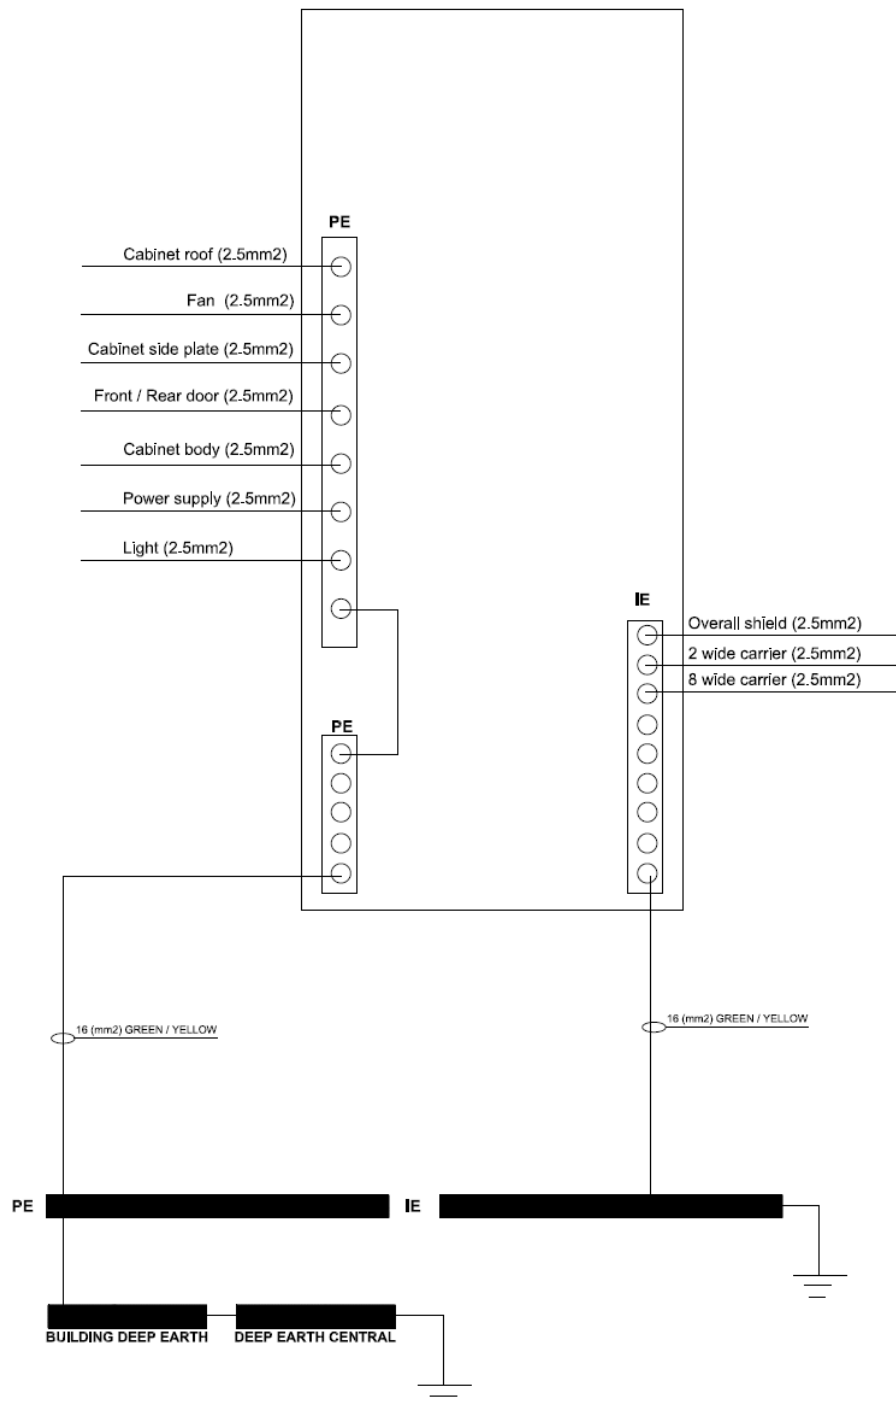 PE
Cabinet roof (2.5mm2)
Fan (2.5mm2)
Cabinet side plate (2.5mm2)
Front / Rear door (2.5mm2)
Cabinet body (2.5mm2)
Power supply (2.5mm2)
Light (2.5mm2)
IE
Overall shield (2.5mm2)
2 wide carrier (2.5mm2)
8 wide carrier (2.5mm2)
PE
16 (mm2) GREEN / YELLOW
16 (mm2) GREEN / YELLOW
PE
IE
BUILDING DEEP EARTH
DEEP EARTH CENTRAL